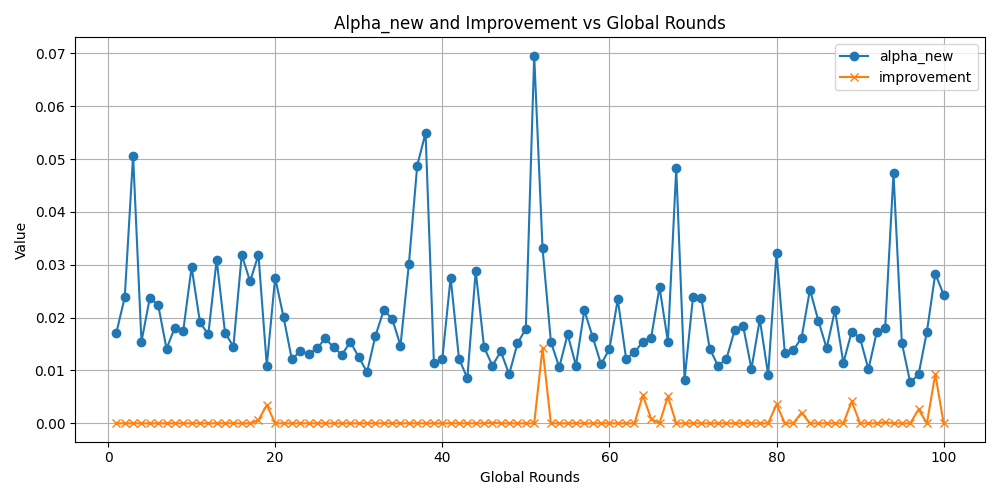 Alpha_new and Improvement vs Global Rounds
alpha_new
improvement
0.07
0.06
0.05
0.04
0.03
0.02
0.01
0.00
Value
0
20
40
60
80
100
Global Rounds